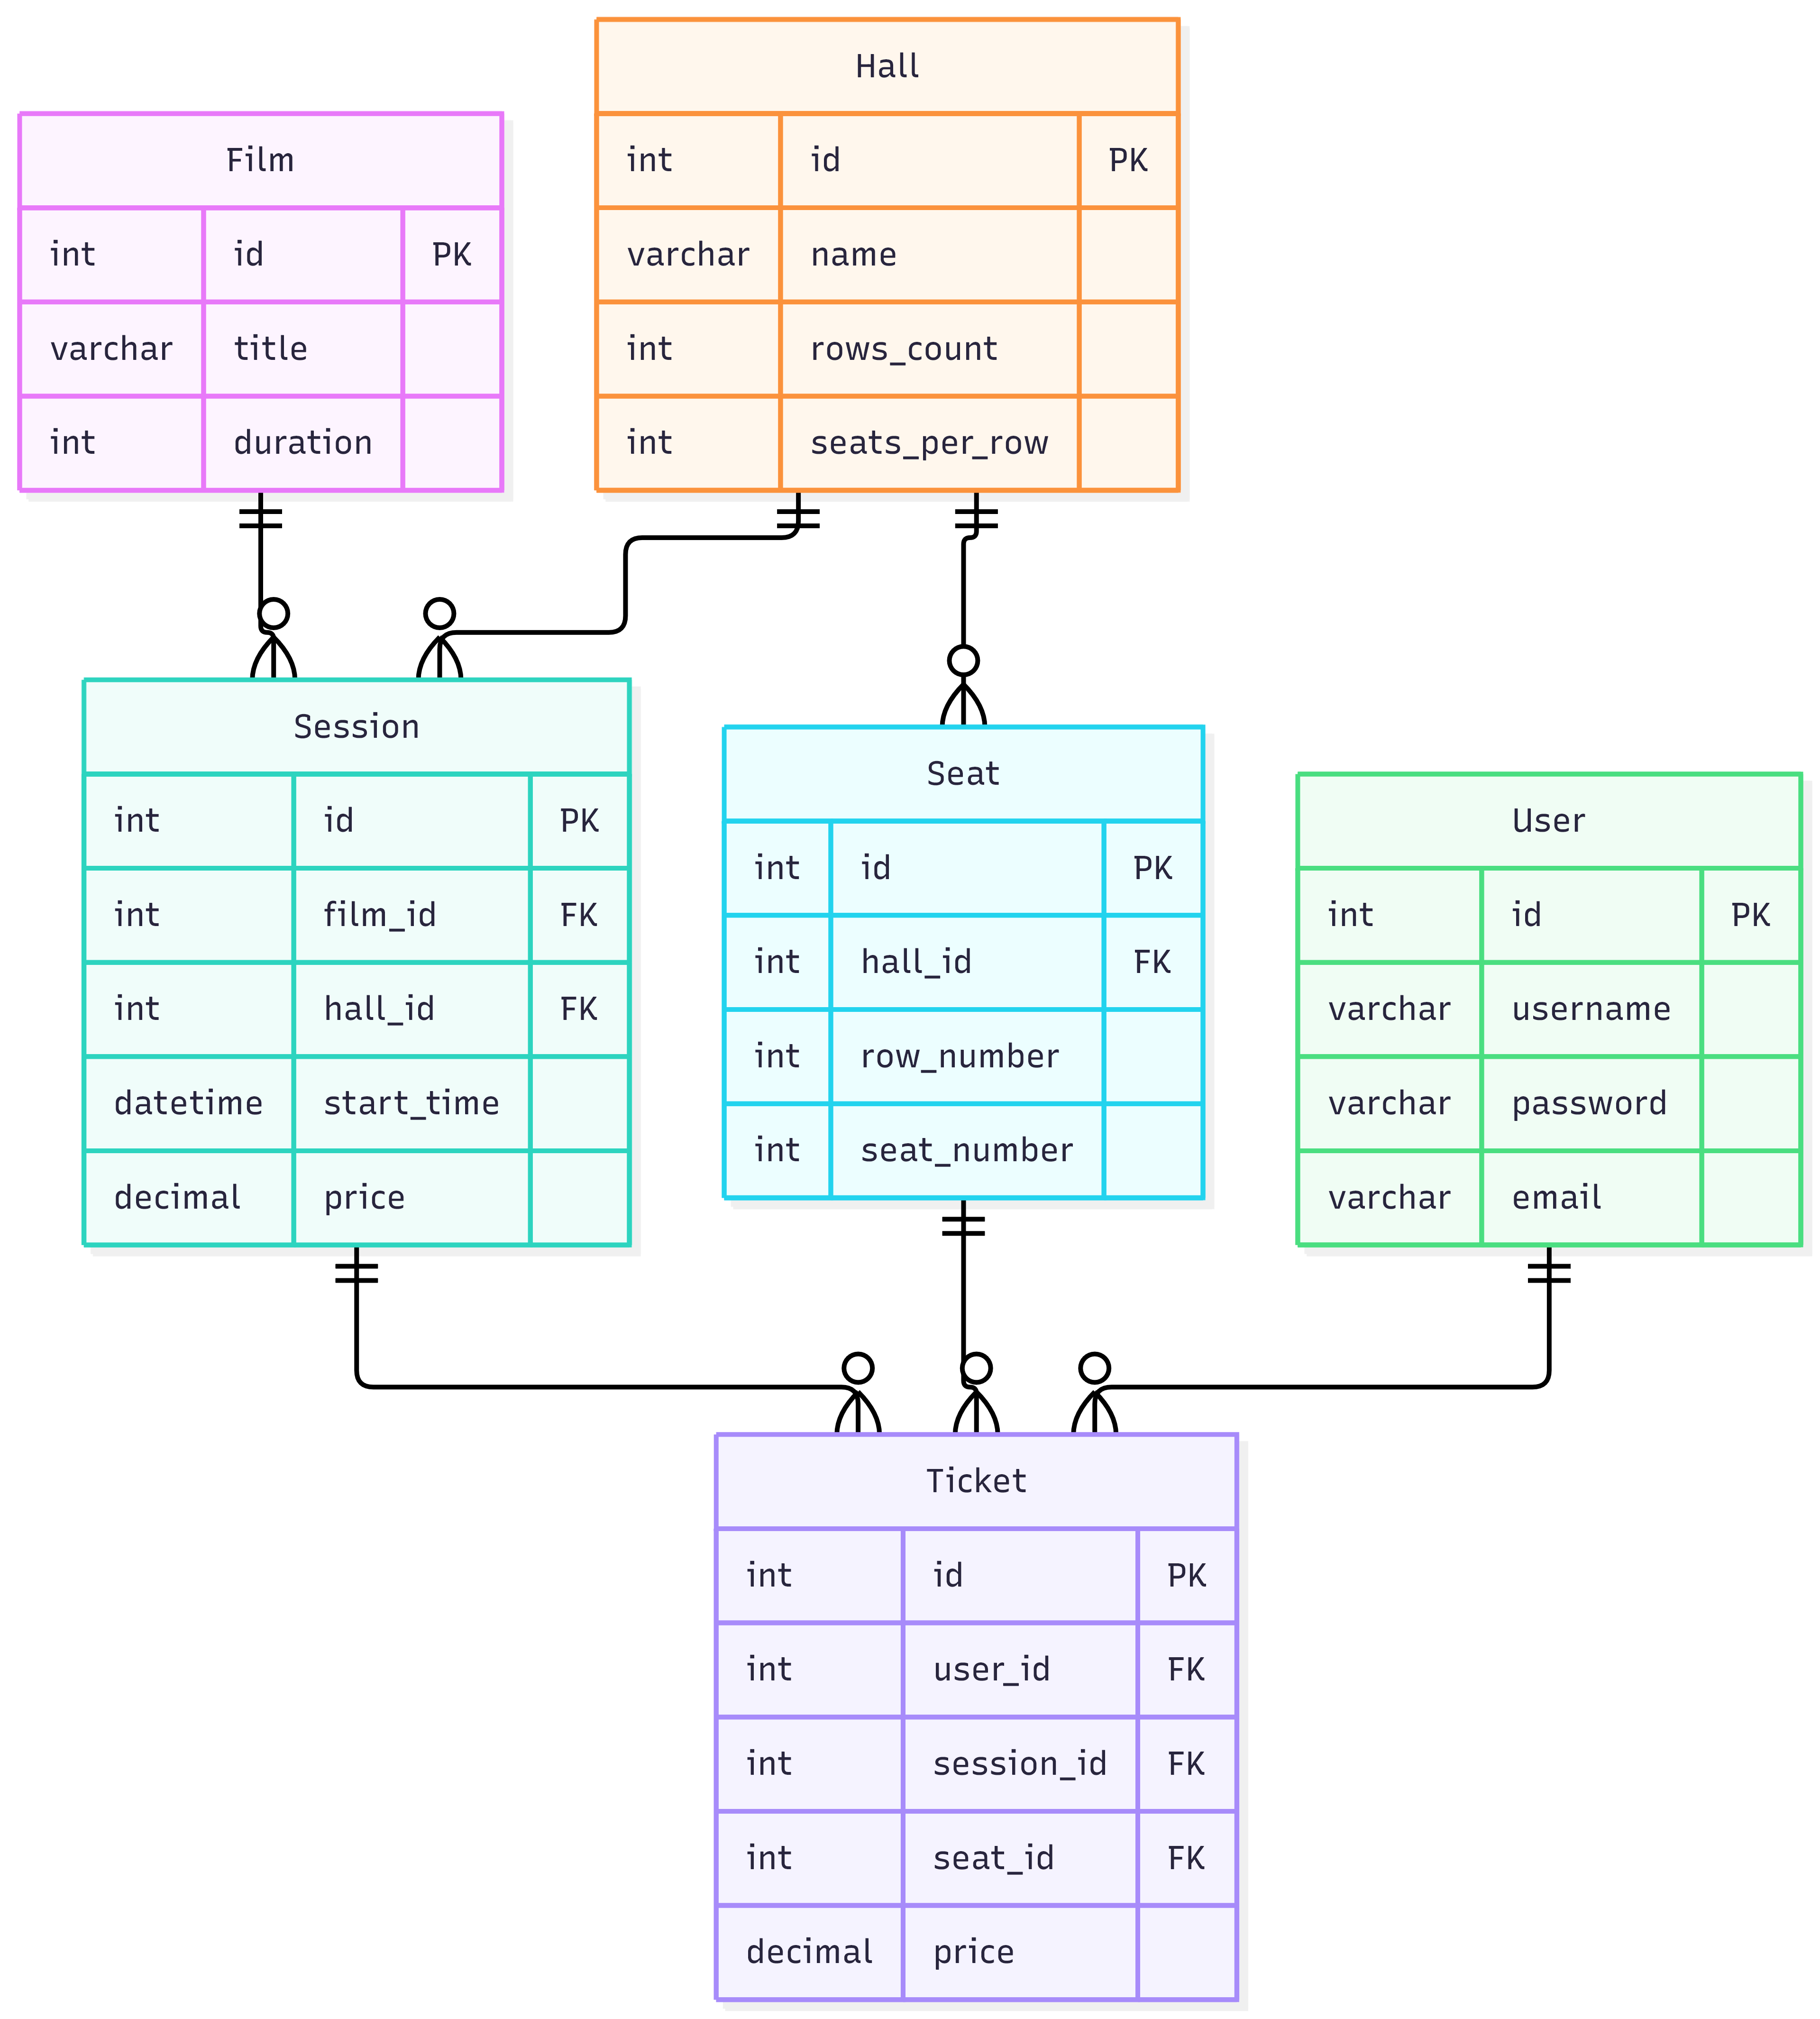 Hall
int id PK
varchar name
int rows_count
int seats_per_row
Film
int id PK
varchar title
int duration
Session
int id PK
int film_id FK
int hall_id FK
datetime start_time
decimal price
Seat
int id PK
int hall_id FK
int row_number
int seat_number
User
int id PK
varchar username
varchar password
varchar email
Ticket
int id PK
int user_id FK
int session_id FK
int seat_id FK
decimal price